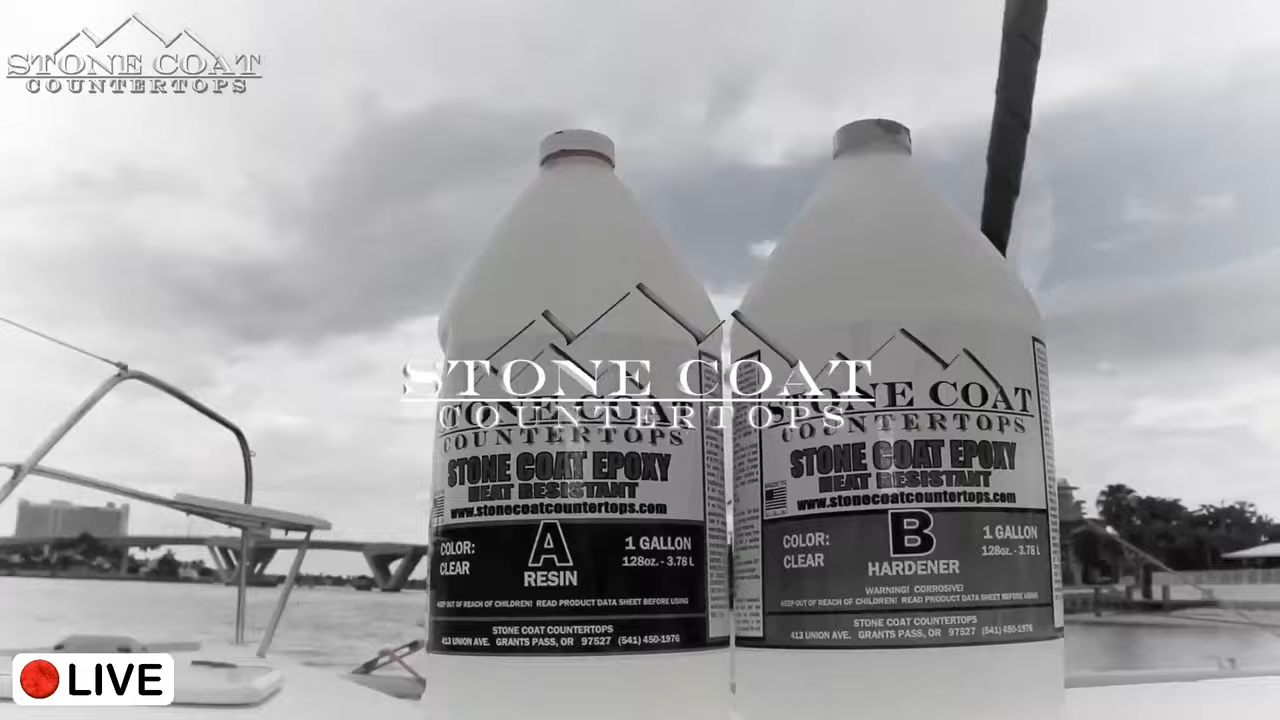 STONE COAT
COUNTERTOPS
STONE COAT
COUNTERTOPS
STONE COAT
COUNTERTOPS
STONE COAT EPOXY
HEAT RESISTANT
www.stonecoatcountertops.com
COLOR:
CLEAR
A
RESIN
1 GALLON
128oz. - 3.78 L
KEEP OUT OF REACH OF CHILDREN! READ PRODUCT DATA SHEET BEFORE USING
STONE COAT COUNTERTOPS
413 UNION AVE. GRANTS PASS, OR 97527 (541) 450-1976
STONE COAT
COUNTERTOPS
STONE COAT EPOXY
HEAT RESISTANT
www.stonecoatcountertops.com
COLOR:
CLEAR
B
HARDENER
1 GALLON
128oz. - 3.78 L
WARNING! CORROSIVE!
KEEP OUT OF REACH OF CHILDREN! READ PRODUCT DATA SHEET BEFORE USING
STONE COAT COUNTERTOPS
413 UNION AVE. GRANTS PASS, OR 97527 (541) 450-1976
LIVE